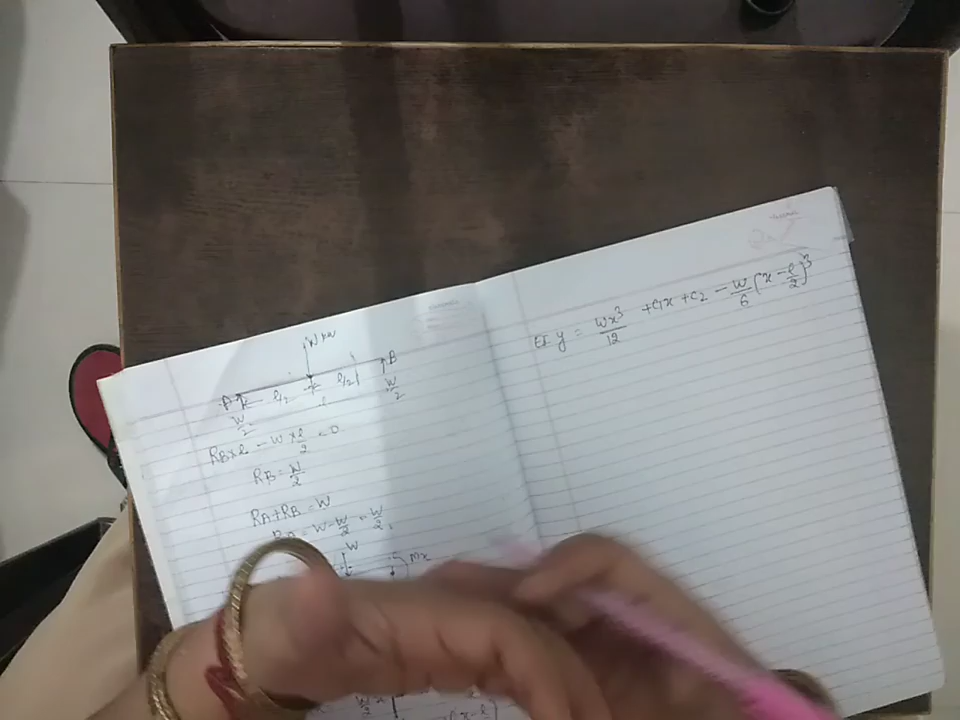 W kN
A l/2 l/2 B
W/2 l W/2
RB×l - W×l/2 = 0
RB = W/2
RA+RB = W
RA = W-W/2 = W/2,
W Mx
EI y = Wx³/12 +C1x +C2 - W/6 (x - l/2)³